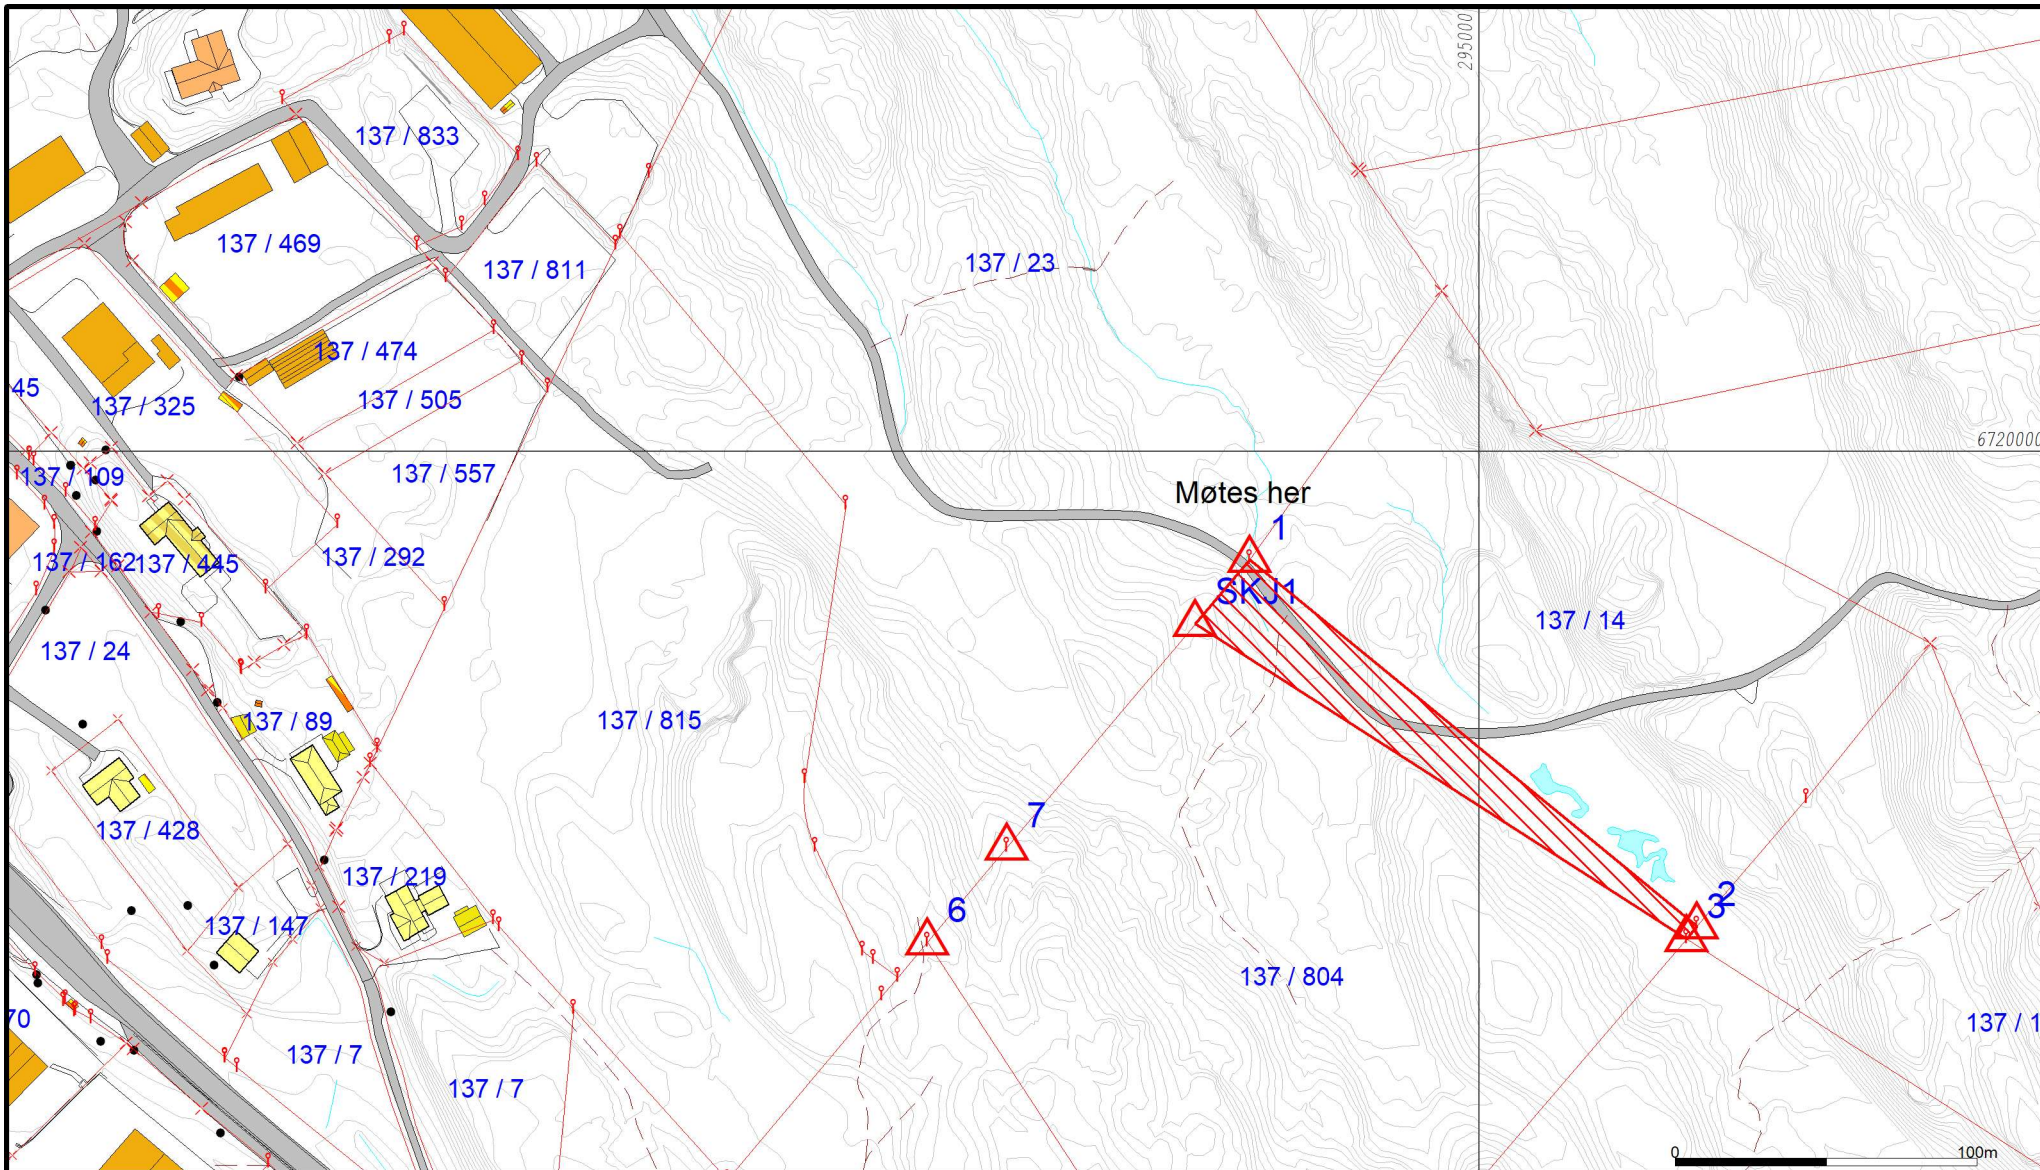 295000
137 / 833
137 / 469
137 / 811
137 / 23
137 / 474
45
137 / 325
137 / 505
6720000
137 / 109
137 / 557
Møtes her
1
137 / 162
137 / 445
137 / 292
SKJ1
137 / 14
137 / 24
137 / 89
137 / 815
7
137 / 428
137 / 219
6
2
3
137 / 147
137 / 804
70
137 / 7
137 / 1
137 / 7
0
100m